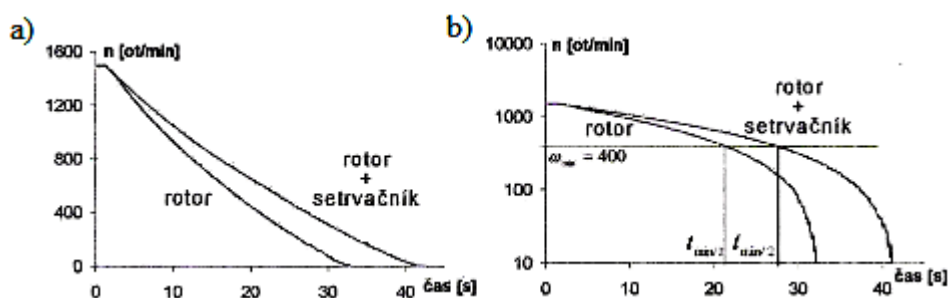 a)
n [ot/min]
1600
1200
800
400
0
rotor
rotor
+
setrvačník
0
10
20
30
40
čas [s]
b)
n [ot/min]
10000
1000
100
10
rotor
rotor
+
setrvačník
= 400
0
10
20
30
40
čas [s]